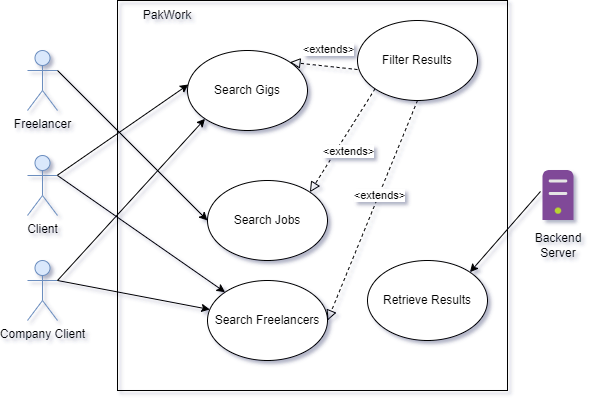 PakWork
<extends>
Filter Results
Search Gigs
Freelancer
<extends>
<extends>
Search Jobs
Client
Backend
Server
Retrieve Results
Search Freelancers
Company Client